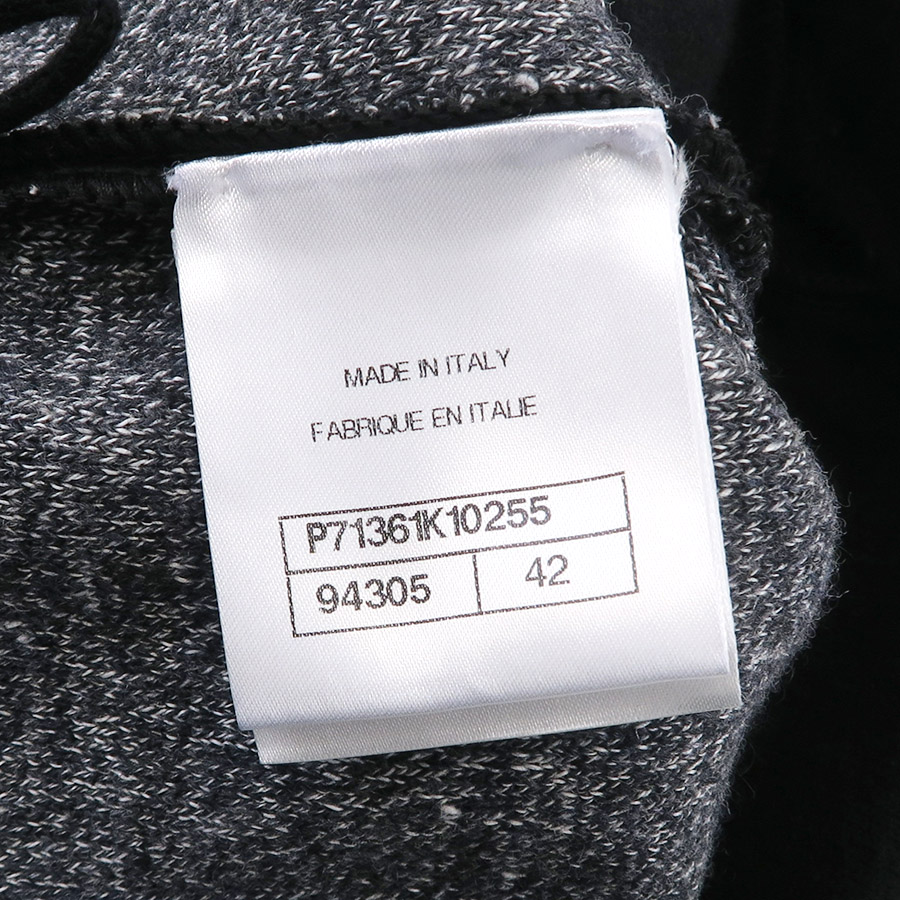 MADE IN ITALY
FABRIQUE EN ITALIE
P71361K10255
94305 42